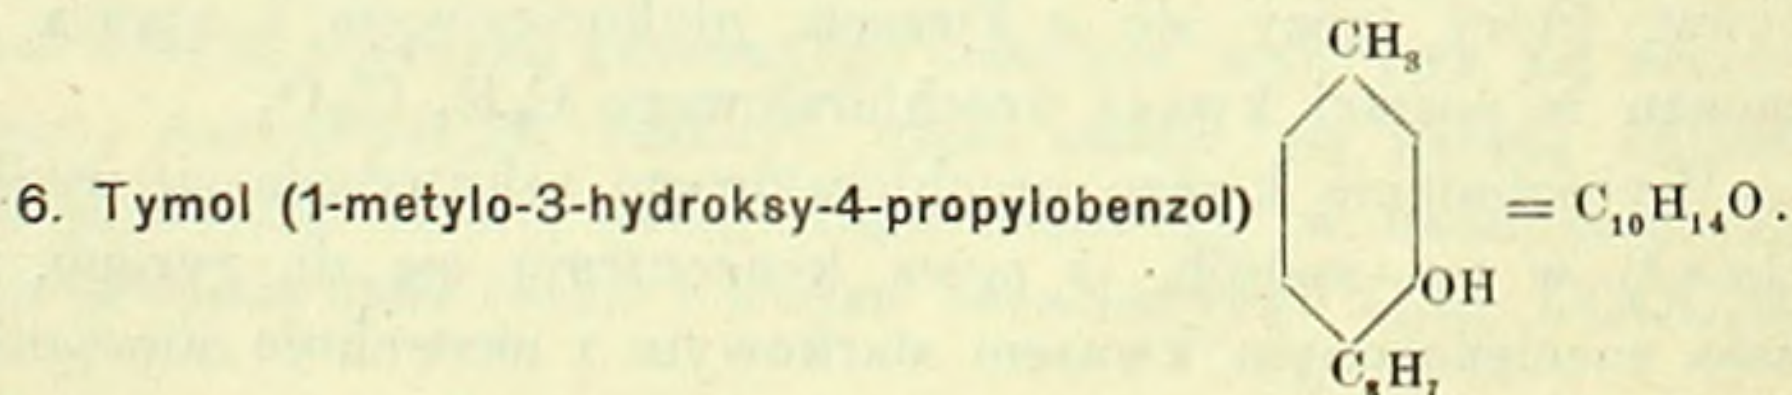 CH₃
6. Tymol (1-metylo-3-hydroksy-4-propylobenzol) = C₁₀H₁₄O.
OH
C₃H₇